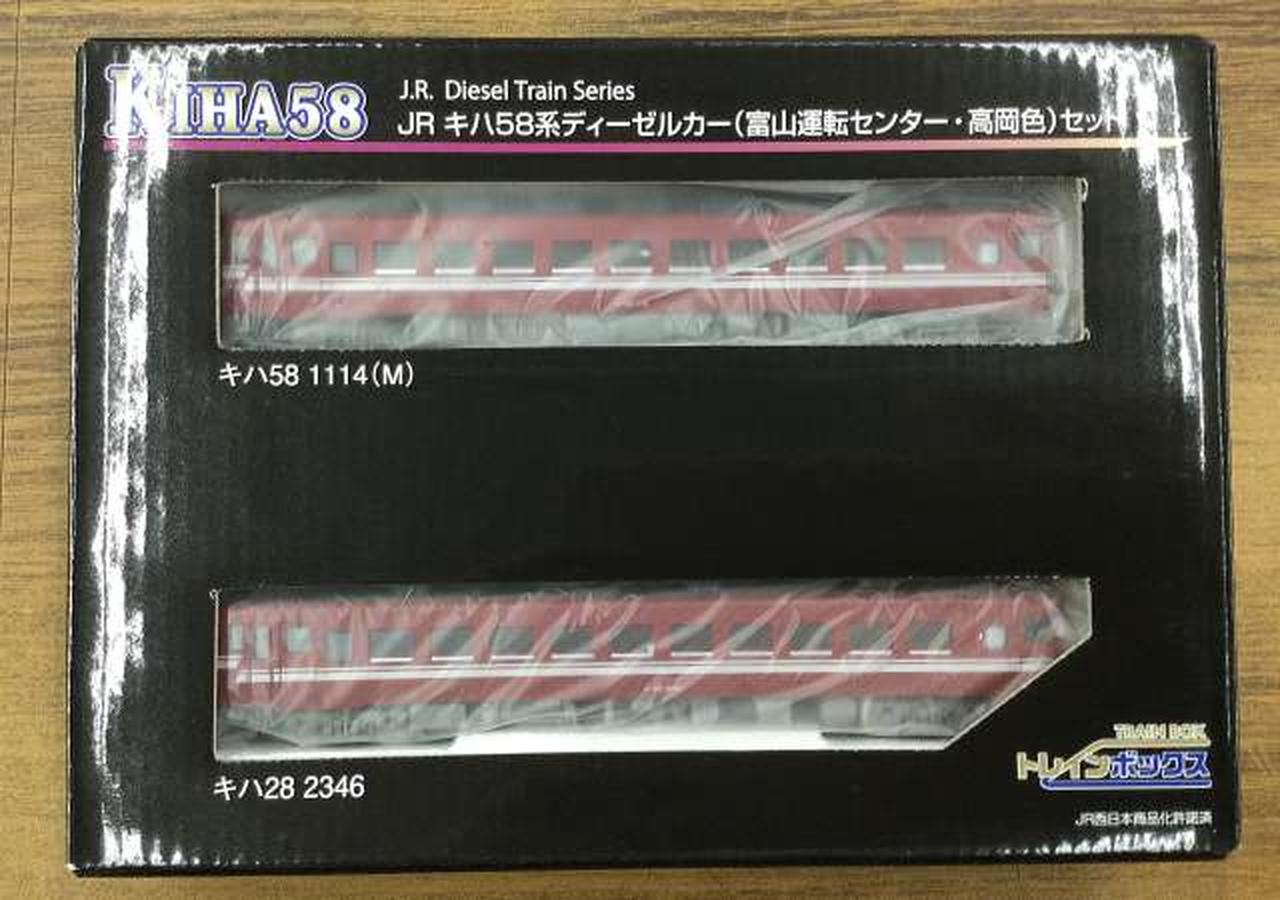 KIHA58
J.R. Diesel Train Series
JR キハ58系ディーゼルカー(富山運転センター・高岡色)セット
キハ58 1114(M)
キハ28 2346
TRAIN BOX
トレインボックス
JR西日本商品化許諾済